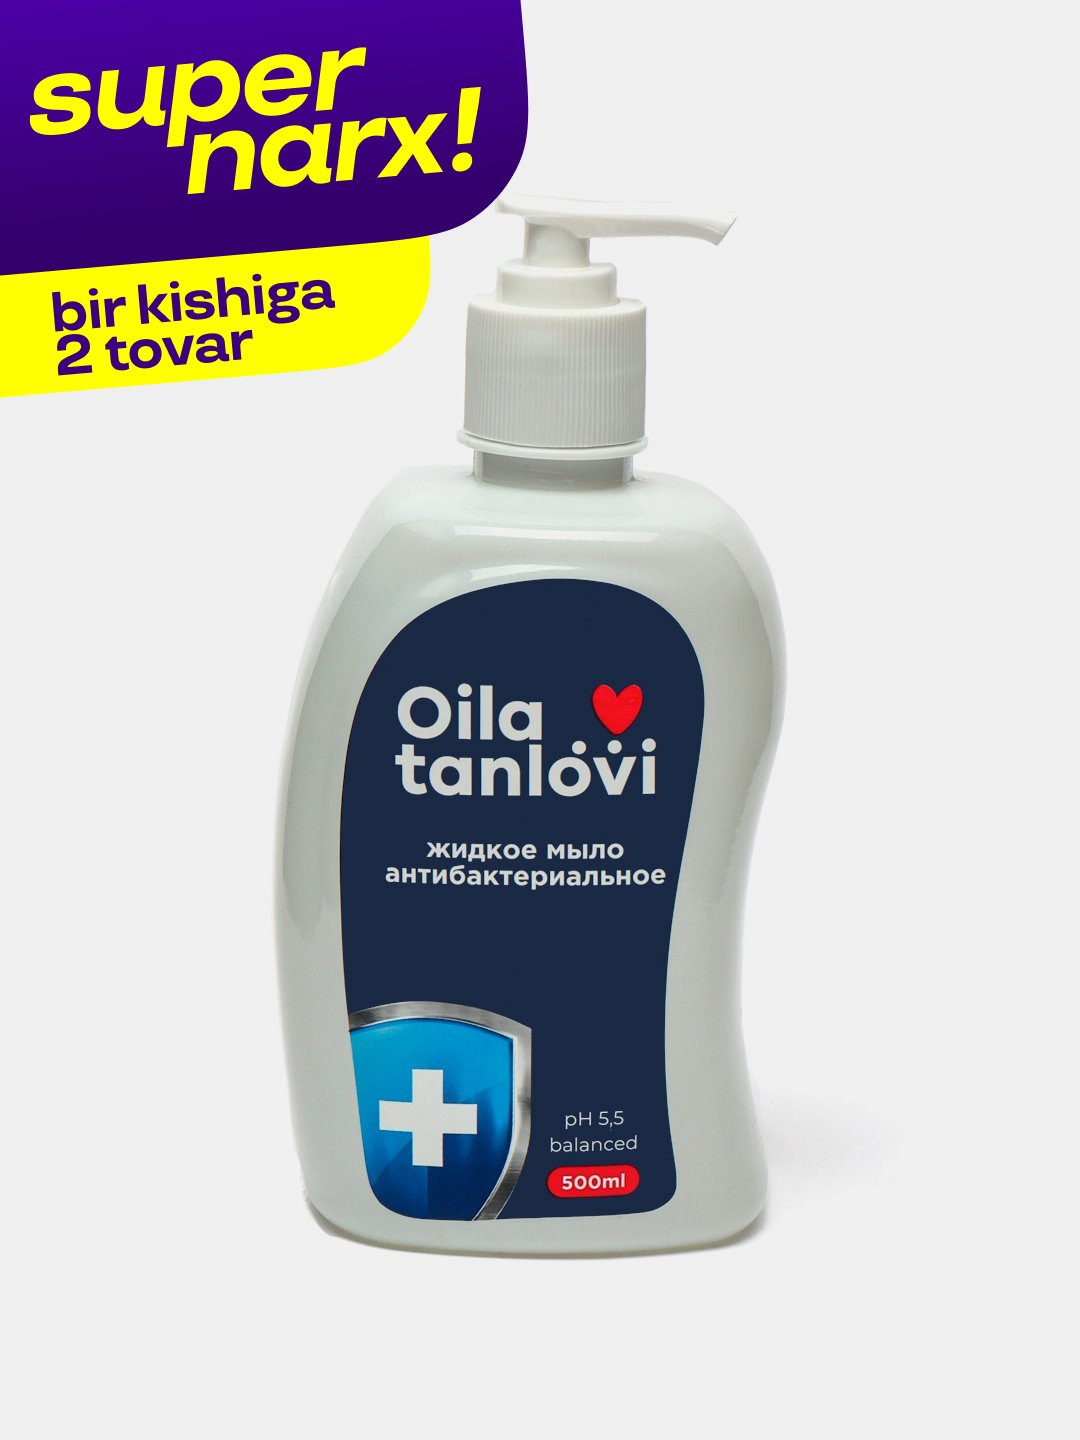 super
narx!
bir kishiga
2 tovar
Oila
tanlovi
жидкое мыло
антибактериальное
pH 5,5
balanced
500ml